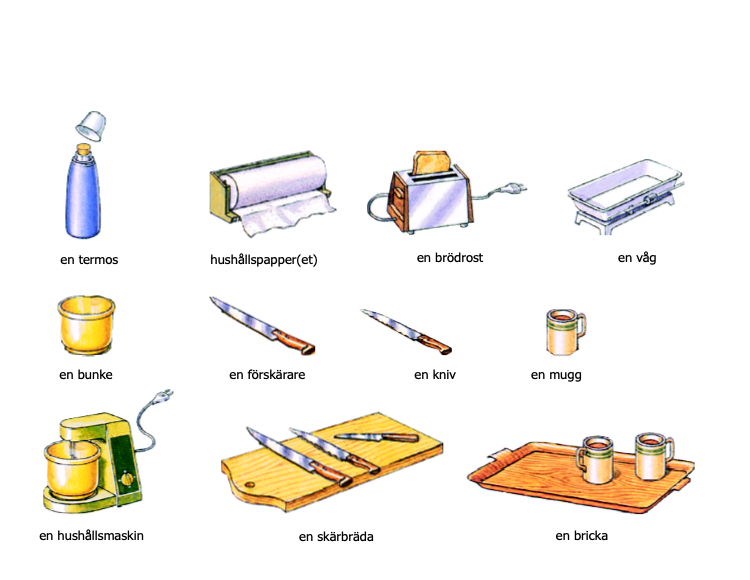 en termos
hushållspapper(et)
en brödrost
en våg
en bunke
en förskärare
en kniv
en mugg
en hushållsmaskin
en skärbräda
en bricka